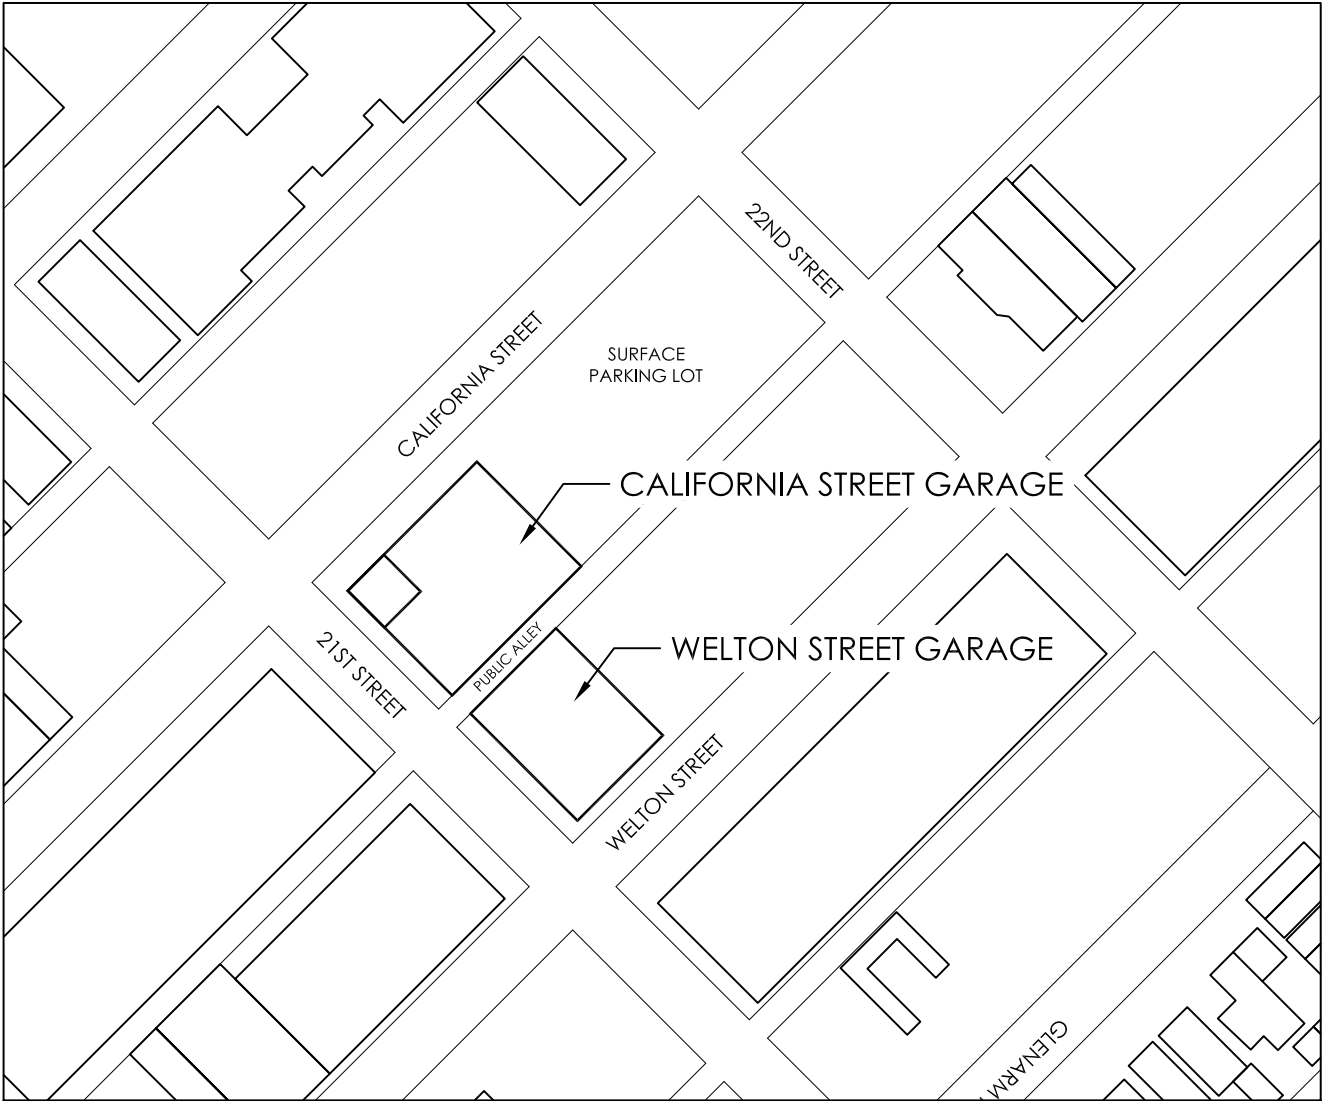 22ND STREET
CALIFORNIA STREET
SURFACE
PARKING LOT
CALIFORNIA STREET GARAGE
21ST STREET
PUBLIC ALLEY
WELTON STREET GARAGE
WELTON STREET
GLENARM